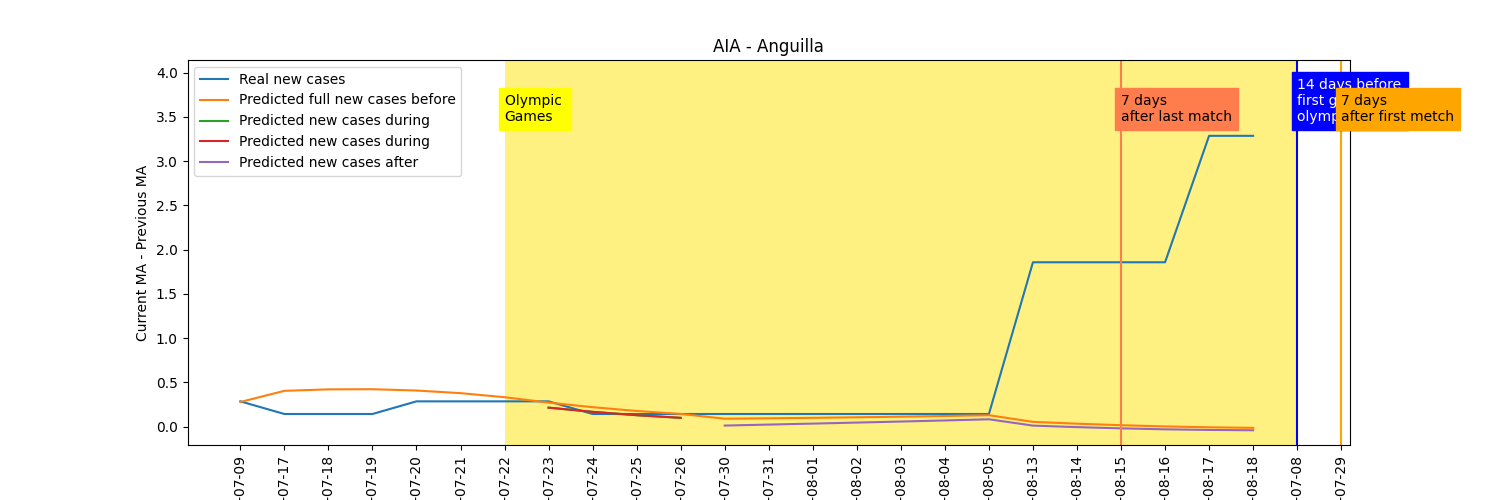 AIA - Anguilla
Real new cases
Predicted full new cases before
Predicted new cases during
Predicted new cases during
Predicted new cases after
Olympic
Games
7 days
after last match
14 days before
first g
olymp
7 days
after first metch
Current MA - Previous MA
4.0
3.5
3.0
2.5
2.0
1.5
1.0
0.5
0.0
-07-09
-07-17
-07-18
-07-19
-07-20
-07-21
-07-22
-07-23
-07-24
-07-25
-07-26
-07-30
-07-31
-08-01
-08-02
-08-03
-08-04
-08-05
-08-13
-08-14
-08-15
-08-16
-08-17
-08-18
-07-08
-07-29